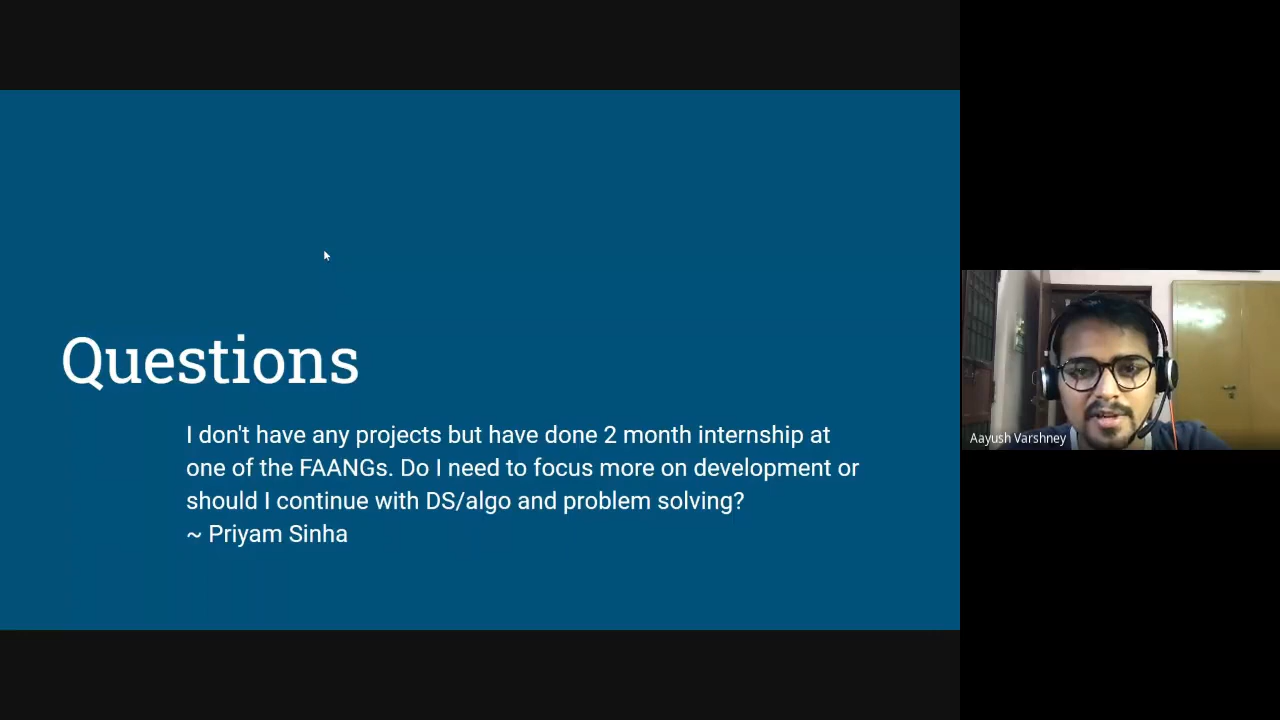 Questions
I don't have any projects but have done 2 month internship at
one of the FAANGs. Do I need to focus more on development or
should I continue with DS/algo and problem solving?
~ Priyam Sinha
Aayush Varshney